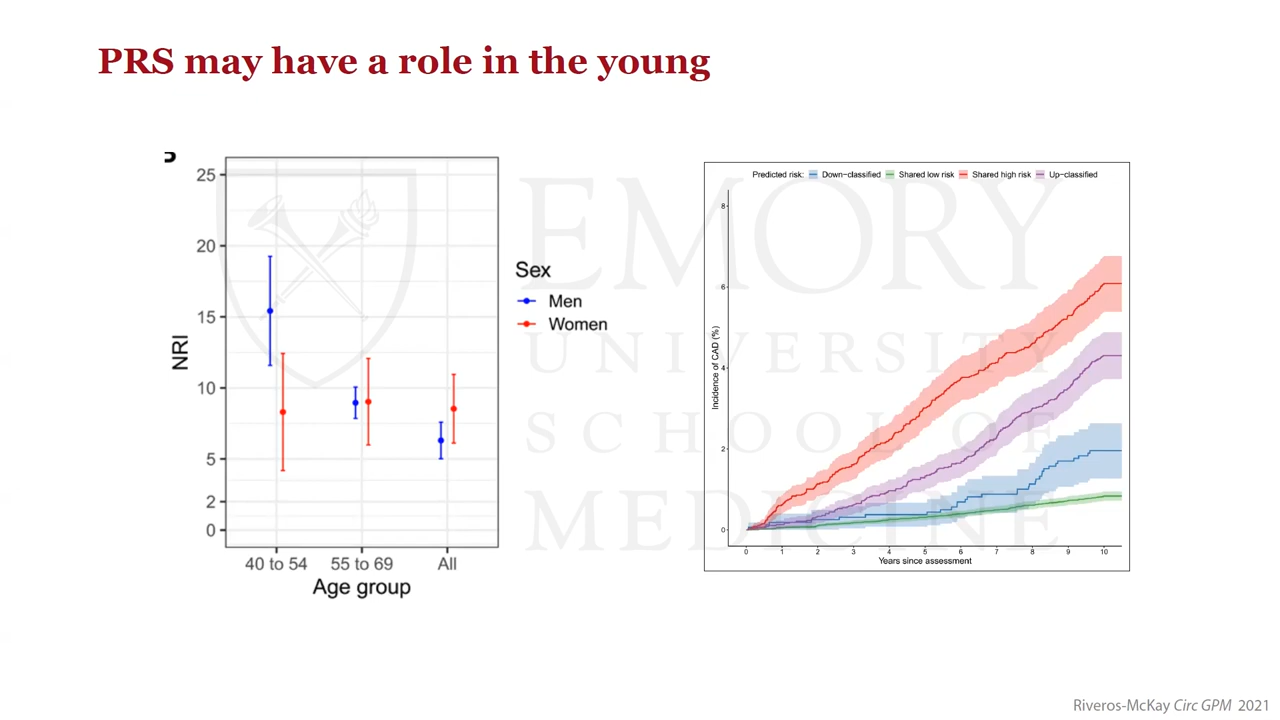 PRS may have a role in the young
25
20
15
10
5
2
0
NRI
40 to 54 55 to 69 All
Age group
Sex
Men
Women
EMORY
UNIVERSITY
SCHOOL OF
MEDICINE
Predicted risk: Down-classified Shared low risk Shared high risk Up-classified
8
6
4
2
0
Incidence of CAD (%)
0 1 2 3 4 5 6 7 8 9 10
Years since assessment
Riveros-McKay Circ GPM 2021